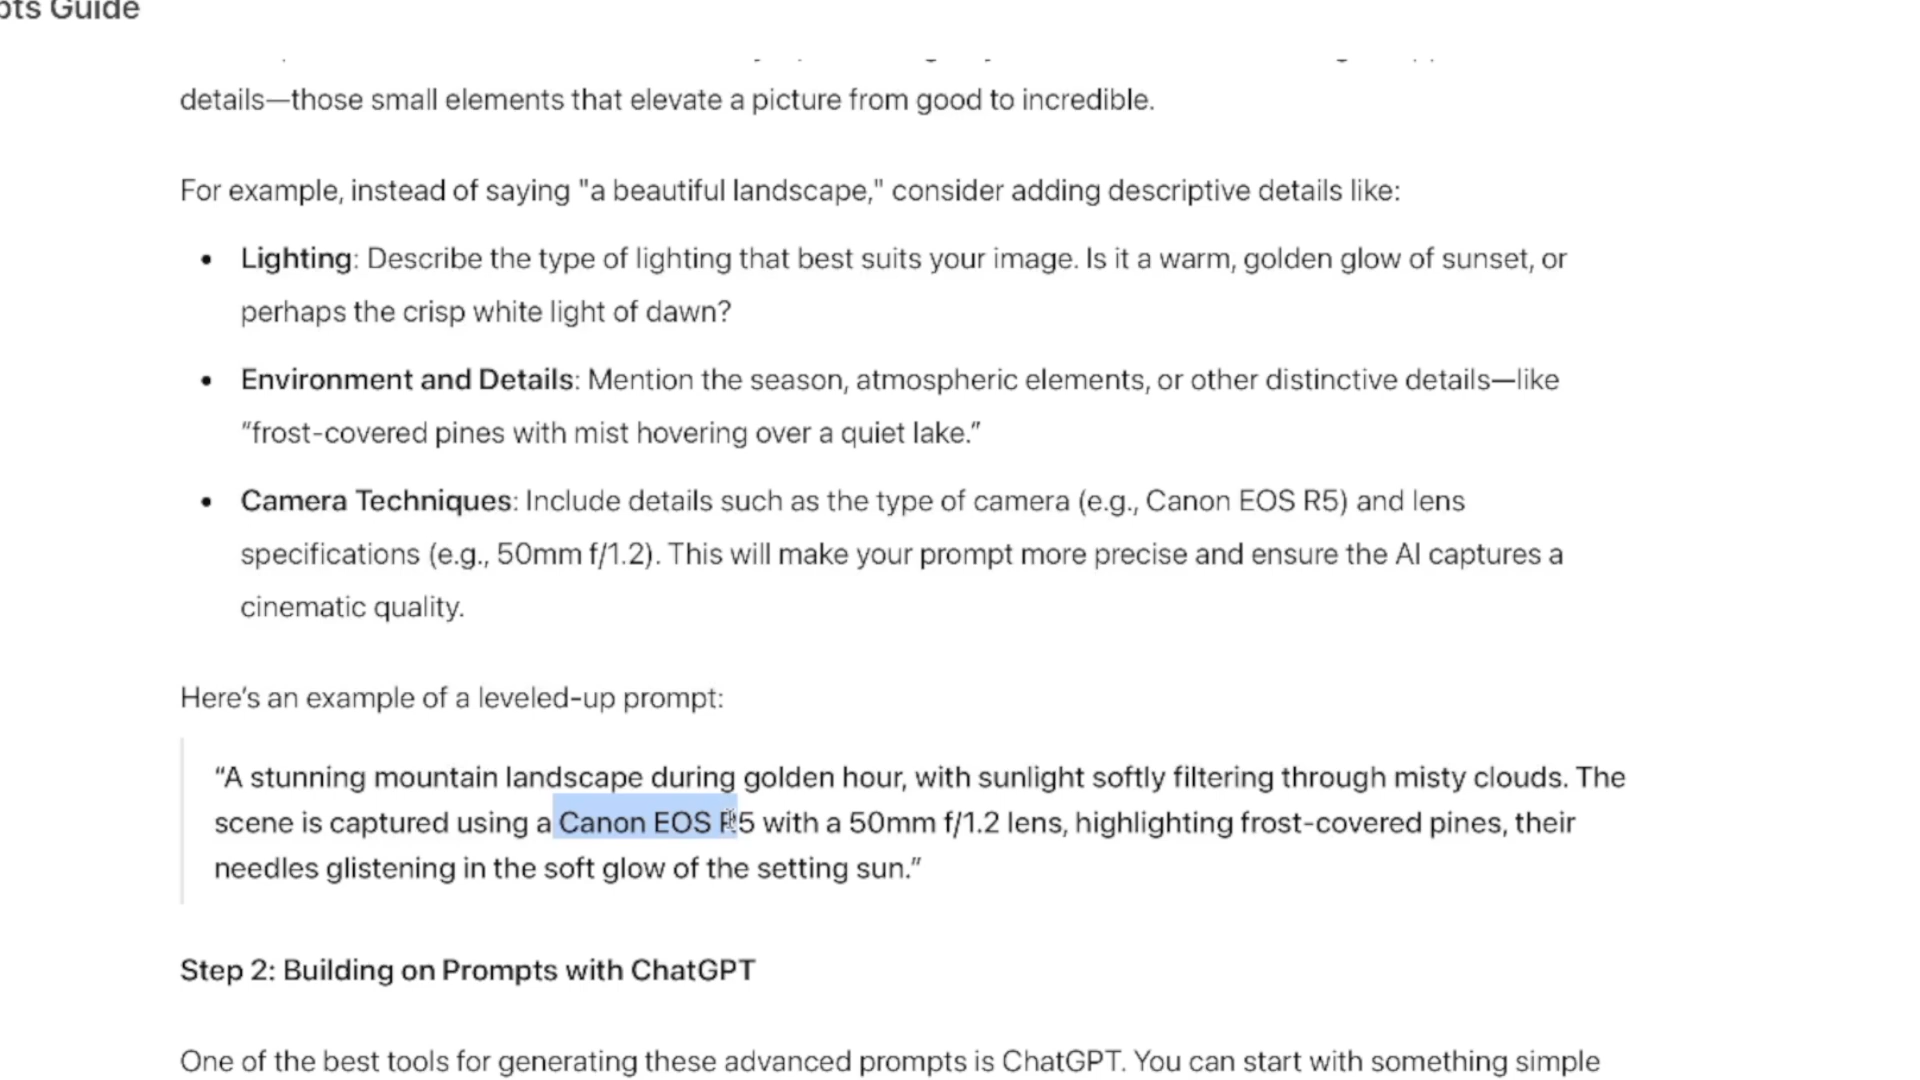 pts Guide
details—those small elements that elevate a picture from good to incredible.
For example, instead of saying "a beautiful landscape," consider adding descriptive details like:
• Lighting: Describe the type of lighting that best suits your image. Is it a warm, golden glow of sunset, or
perhaps the crisp white light of dawn?
• Environment and Details: Mention the season, atmospheric elements, or other distinctive details—like
“frost-covered pines with mist hovering over a quiet lake.”
• Camera Techniques: Include details such as the type of camera (e.g., Canon EOS R5) and lens
specifications (e.g., 50mm f/1.2). This will make your prompt more precise and ensure the AI captures a
cinematic quality.
Here’s an example of a leveled-up prompt:
“A stunning mountain landscape during golden hour, with sunlight softly filtering through misty clouds. The
scene is captured using a Canon EOS R5 with a 50mm f/1.2 lens, highlighting frost-covered pines, their
needles glistening in the soft glow of the setting sun.”
Step 2: Building on Prompts with ChatGPT
One of the best tools for generating these advanced prompts is ChatGPT. You can start with something simple